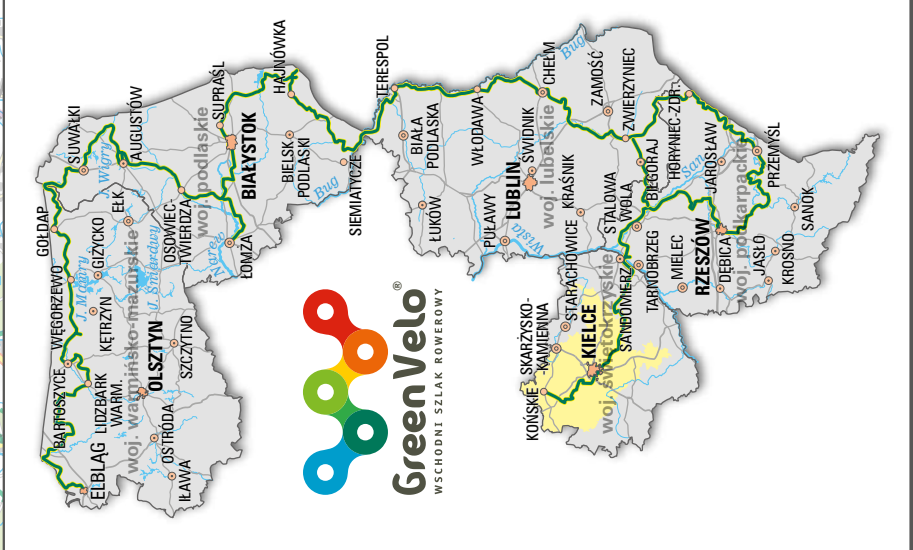 GOŁDAP
SUWAŁKI
Wigry
AUGUSTÓW
WĘGORZEWO
J. Mamry
GIŻYCKO
EŁK
BARTOSZYCE
KĘTRZYN
woj. warmińsko-mazurskie
J. Śniardwy
OSOWIEC-
TWIERDZA
ELBLĄG
LIDZBARK
WARM.
OLSZTYN
SZCZYTNO
OSTRÓDA
IŁAWA
Narew
ŁOMŻA
woj. podlaskie
SUPRAŚL
BIAŁYSTOK
HAJNÓWKA
BIELSK
PODLASKI
Bug
SIEMIATYCZE
TERESPOL
BIAŁA
PODLASKA
ŁUKÓW
WŁODAWA
PUŁAWY
LUBLIN
ŚWIDNIK
woj. lubelskie
CHEŁM
Bug
KRAŚNIK
ZAMOŚĆ
ZWIERZYNIEC
Wisła
STALOWA
WOLA
BIŁGORAJ
HORYNIEC-ZDR.
San
JAROSŁAW
PRZEMYŚL
woj. podkarpackie
RZESZÓW
DĘBICA
MIELEC
TARNOBRZEG
SANDOMIERZ
JASŁO
KROSNO
SANOK
STARACHOWICE
SKARŻYSKO-
-KAMIENNA
KIELCE
KOŃSKIE
woj. świętokrzyskie
Green Velo®
WSCHODNI SZLAK ROWEROWY